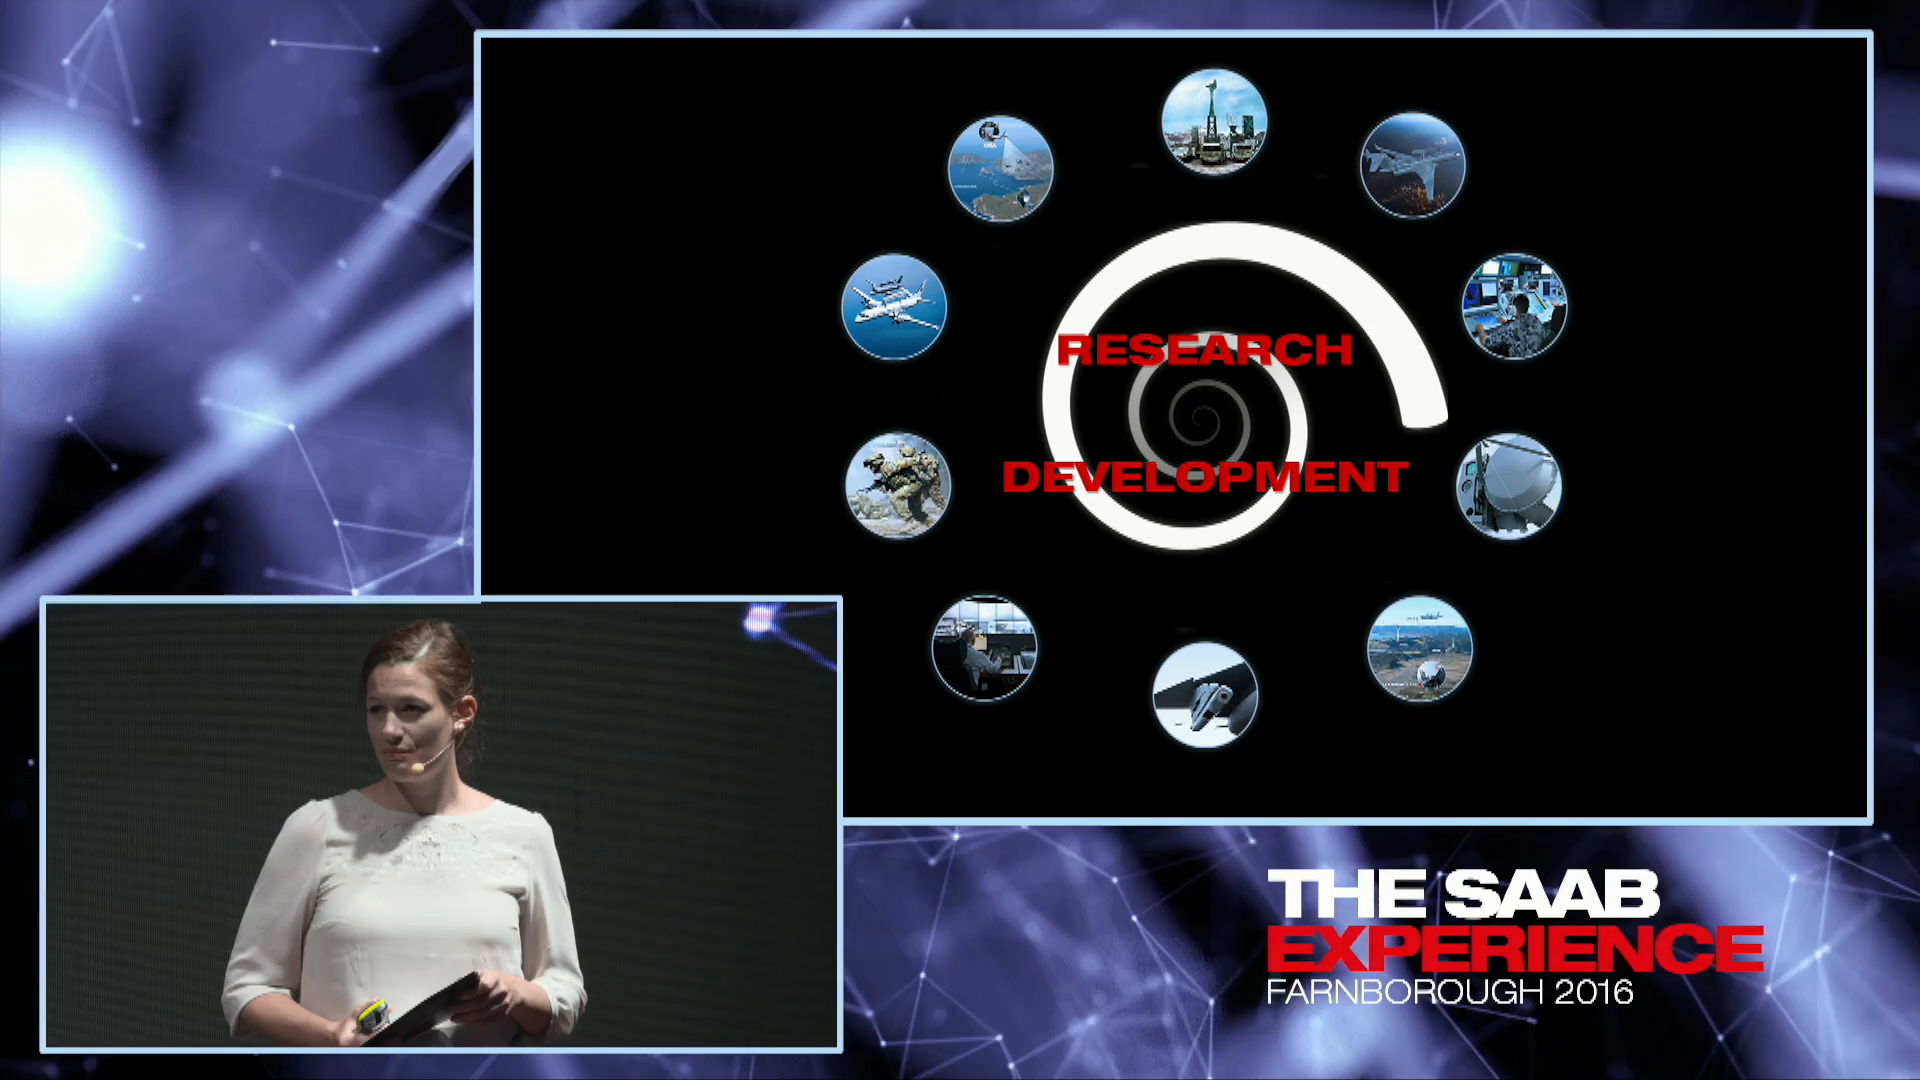 RESEARCH
DEVELOPMENT
THE SAAB
EXPERIENCE
FARNBOROUGH 2016